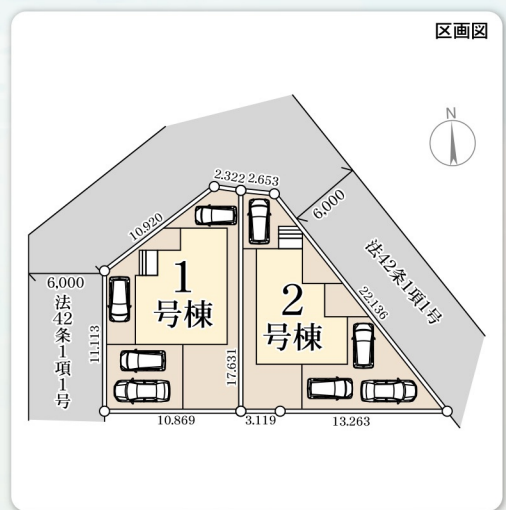 区画図
N
2.322 2.653
10.920
6,000
法42条1項1号
6,000
法42条1項1号
11.113
1
号棟
2
号棟
22.136
17.631
10.869
3.119
13.263